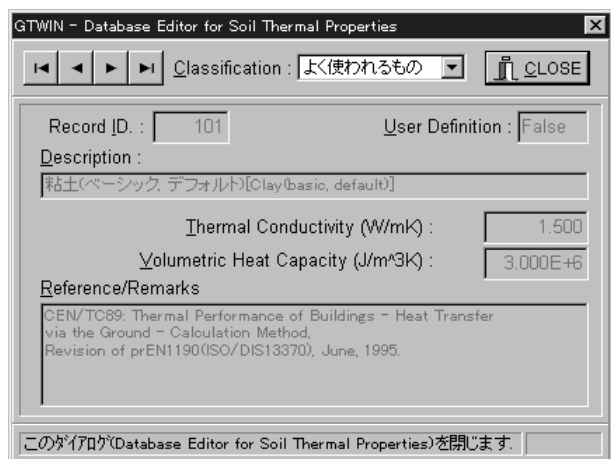 GTWIN - Database Editor for Soil Thermal Properties
Classification : よく使われるもの CLOSE
Record ID. : 101 User Definition : False
Description :
粘土(ベーシック, デフォルト)[Clay(basic, default)]
Thermal Conductivity (W/mK) : 1.500
Volumetric Heat Capacity (J/m^3K) : 3.000E+6
Reference/Remarks
CEN/TC89: Thermal Performance of Buildings - Heat Transfer
via the Ground - Calculation Method,
Revision of prEN1190(ISO/DIS13370), June, 1995.
このﾀﾞｲｱﾛｸﾞ(Database Editor for Soil Thermal Properties)を閉じます.